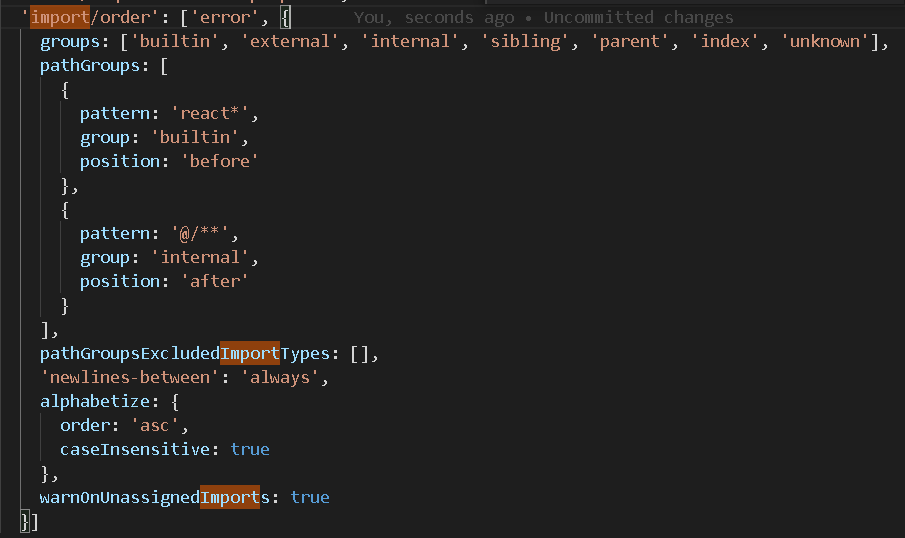 'import/order': ['error', { You, seconds ago • Uncommitted changes
groups: ['builtin', 'external', 'internal', 'sibling', 'parent', 'index', 'unknown'],
pathGroups: [
{
pattern: 'react*',
group: 'builtin',
position: 'before'
},
{
pattern: '@/**',
group: 'internal',
position: 'after'
}
],
pathGroupsExcludedImportTypes: [],
'newlines-between': 'always',
alphabetize: {
order: 'asc',
caseInsensitive: true
},
warnOnUnassignedImports: true
}]